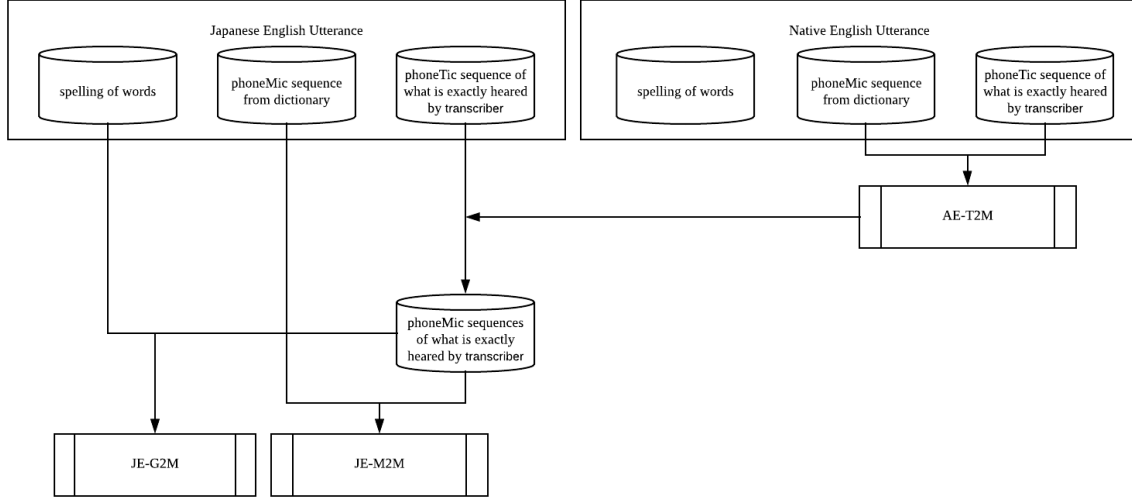 Japanese English Utterance
spelling of words
phoneMic sequence
from dictionary
phoneTic sequence of
what is exactly heared
by transcriber
Native English Utterance
spelling of words
phoneMic sequence
from dictionary
phoneTic sequence of
what is exactly heared
by transcriber
AE-T2M
phoneMic sequences
of what is exactly
heared by transcriber
JE-G2M
JE-M2M